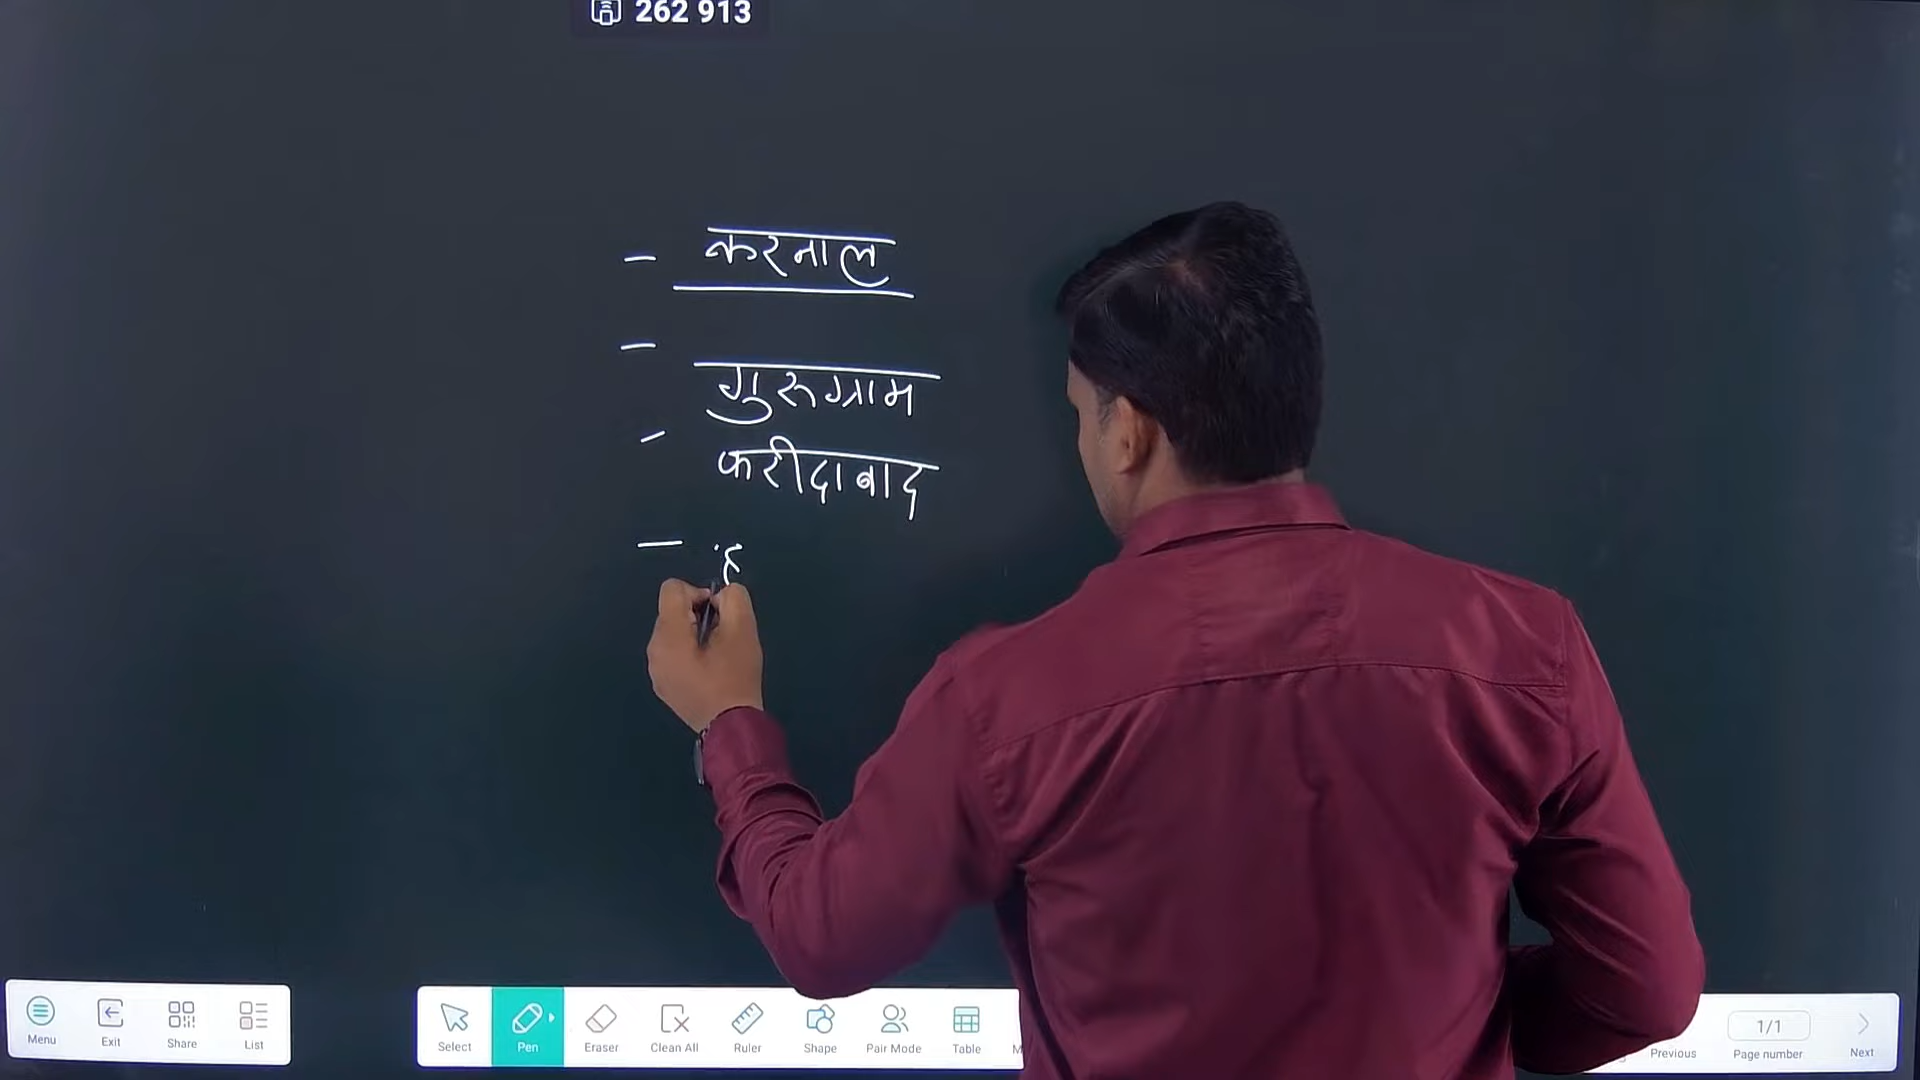 262 913
- करनाल
- गुरुग्राम
- फरीदाबाद
-
Menu Exit Share List Select Pen Eraser Clean All Ruler Shape Pair Mode Table Previous 1/1 Page number Next